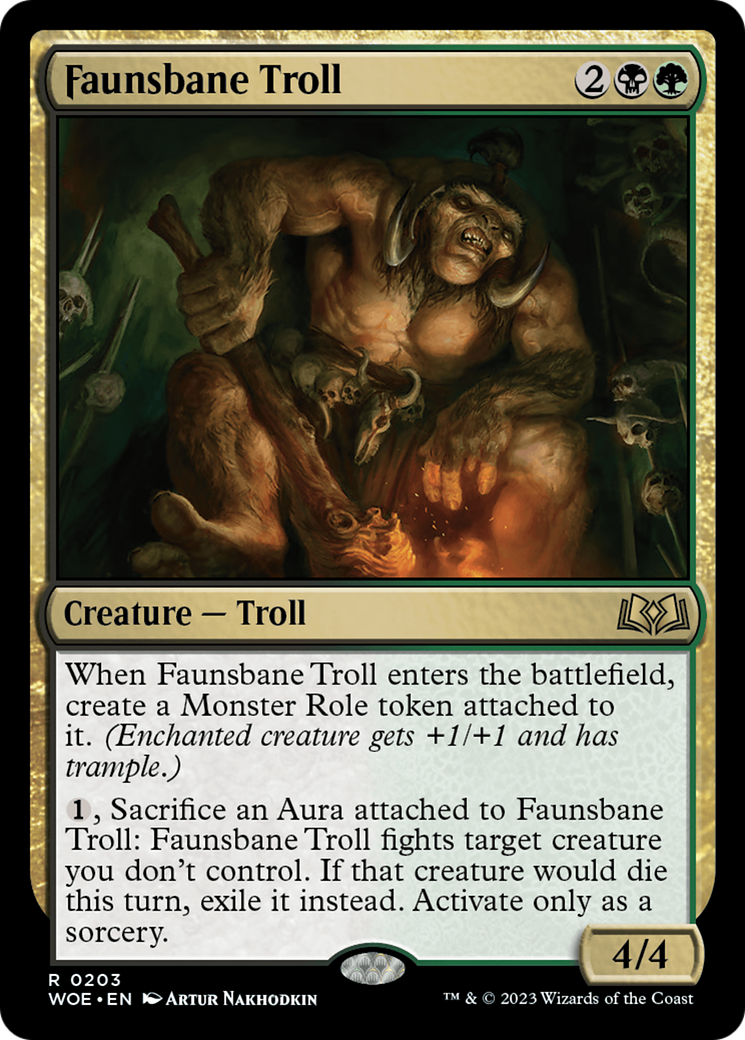 Faunsbane Troll 2
Creature — Troll
When Faunsbane Troll enters the battlefield,
create a Monster Role token attached to
it. (Enchanted creature gets +1/+1 and has
trample.)
1, Sacrifice an Aura attached to Faunsbane
Troll: Faunsbane Troll fights target creature
you don't control. If that creature would die
this turn, exile it instead. Activate only as a
sorcery.
4/4
R 0203
WOE • EN Artur Nakhodkin
™ & © 2023 Wizards of the Coast